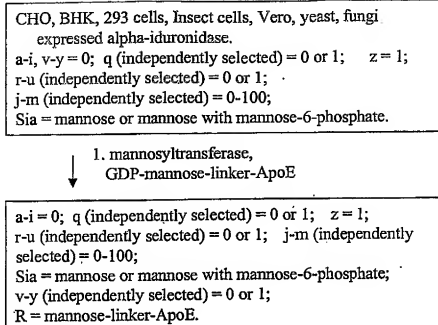 CHO, BHK, 293 cells, Insect cells, Vero, yeast, fungi
expressed alpha-iduronidase.
a-i, v-y = 0; q (independently selected) = 0 or 1; z = 1;
r-u (independently selected) = 0 or 1;
j-m (independently selected) = 0-100;
Sia = mannose or mannose with mannose-6-phosphate.
1. mannosyltransferase,
GDP-mannose-linker-ApoE
a-i = 0; q (independently selected) = 0 or 1; z = 1;
r-u (independently selected) = 0 or 1; j-m (independently
selected) = 0-100;
Sia = mannose or mannose with mannose-6-phosphate;
v-y (independently selected) = 0 or 1;
R = mannose-linker-ApoE.